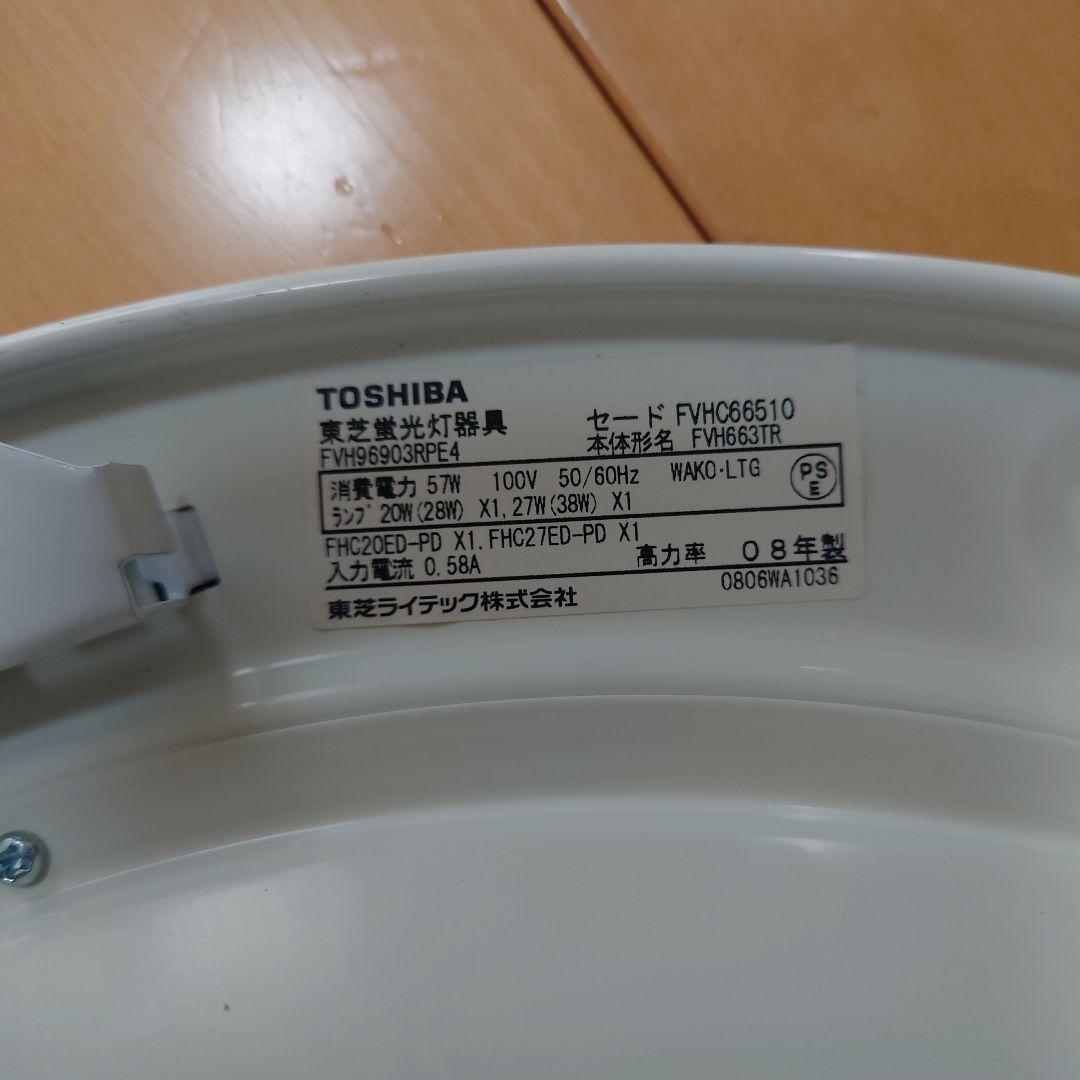 TOSHIBA
東芝蛍光灯器具
セード FVHC66510
FVH96903RPE4
本体形名 FVH663TR
消費電力 57W 100V 50/60Hz WAKO・LTG
PS
E
ランプ 20W(28W) X1,27W(38W) X1
FHC20ED-PD X1,FHC27ED-PD X1
入力電流 0.58A 高力率 08年製
東芝ライテック株式会社
0806WA1036